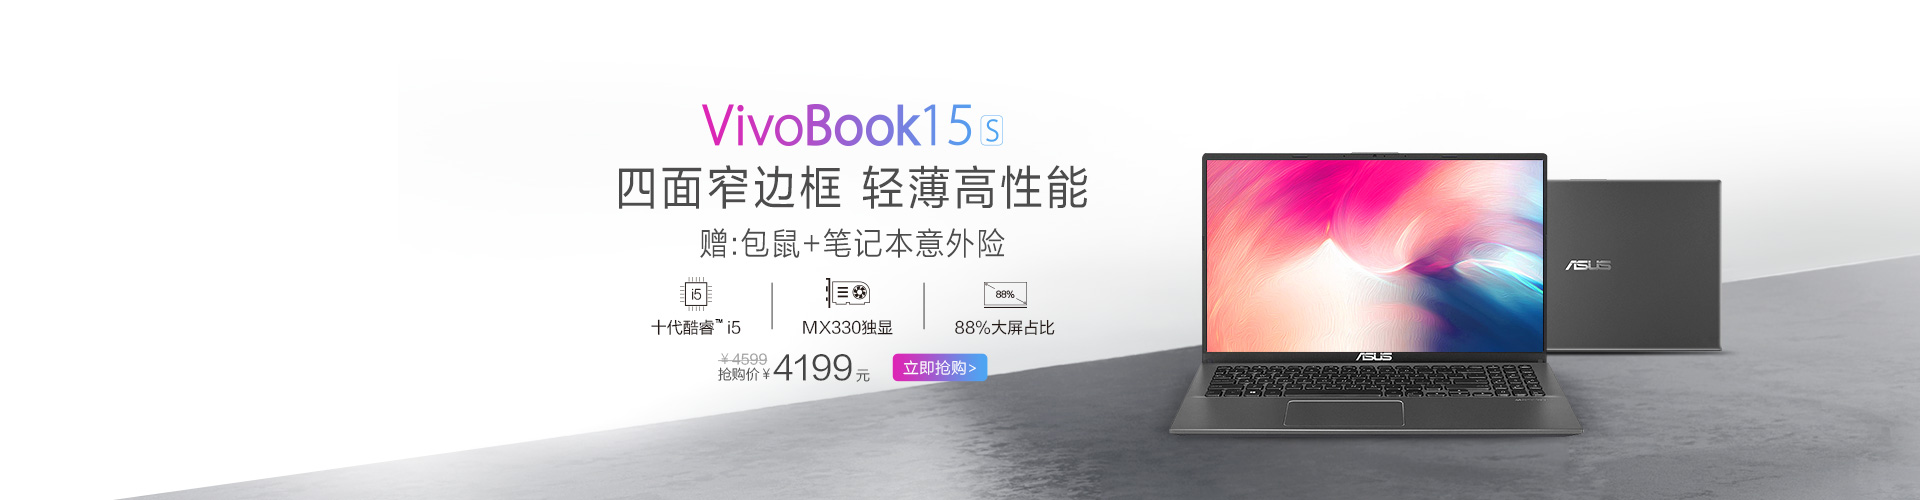 VivoBook15 S
四面窄边框 轻薄高性能
赠:包鼠+笔记本意外险
i5
88%
十代酷睿™ i5
MX330独显
88%大屏占比
¥4599
抢购价¥4199元
立即抢购>
ASUS
ASUS